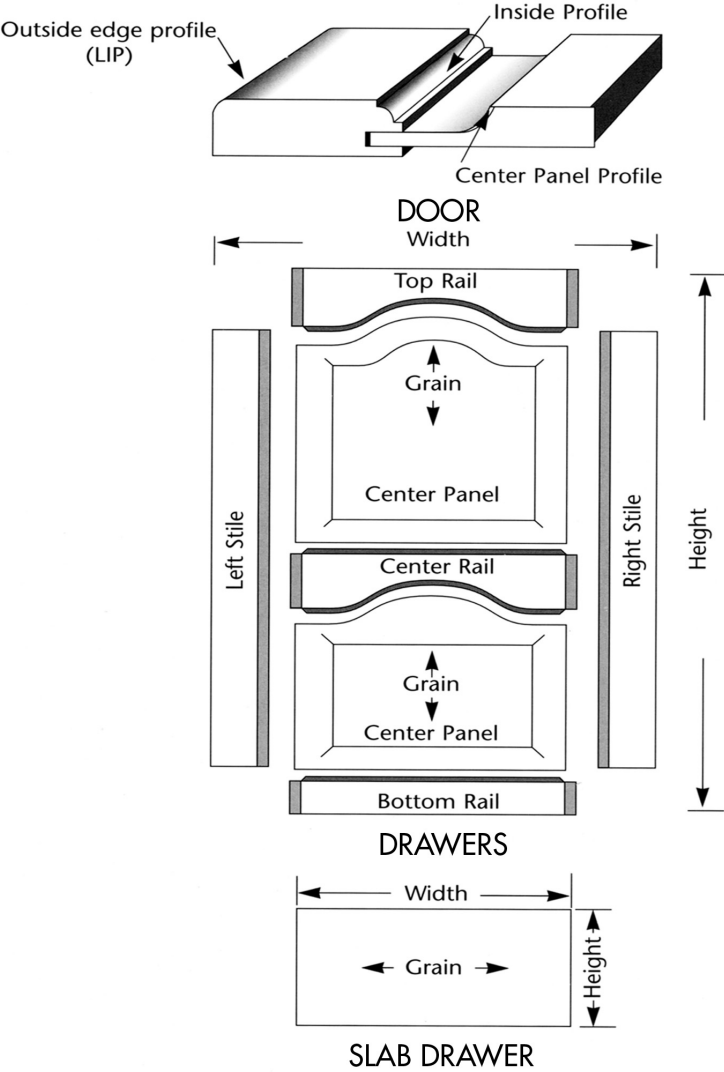 Inside Profile
Outside edge profile
(LIP)
Center Panel Profile
DOOR
Width
Top Rail
Grain
Center Panel
Left Stile
Right Stile
Height
Center Rail
Grain
Center Panel
Bottom Rail
DRAWERS
Width
Grain
Height
SLAB DRAWER